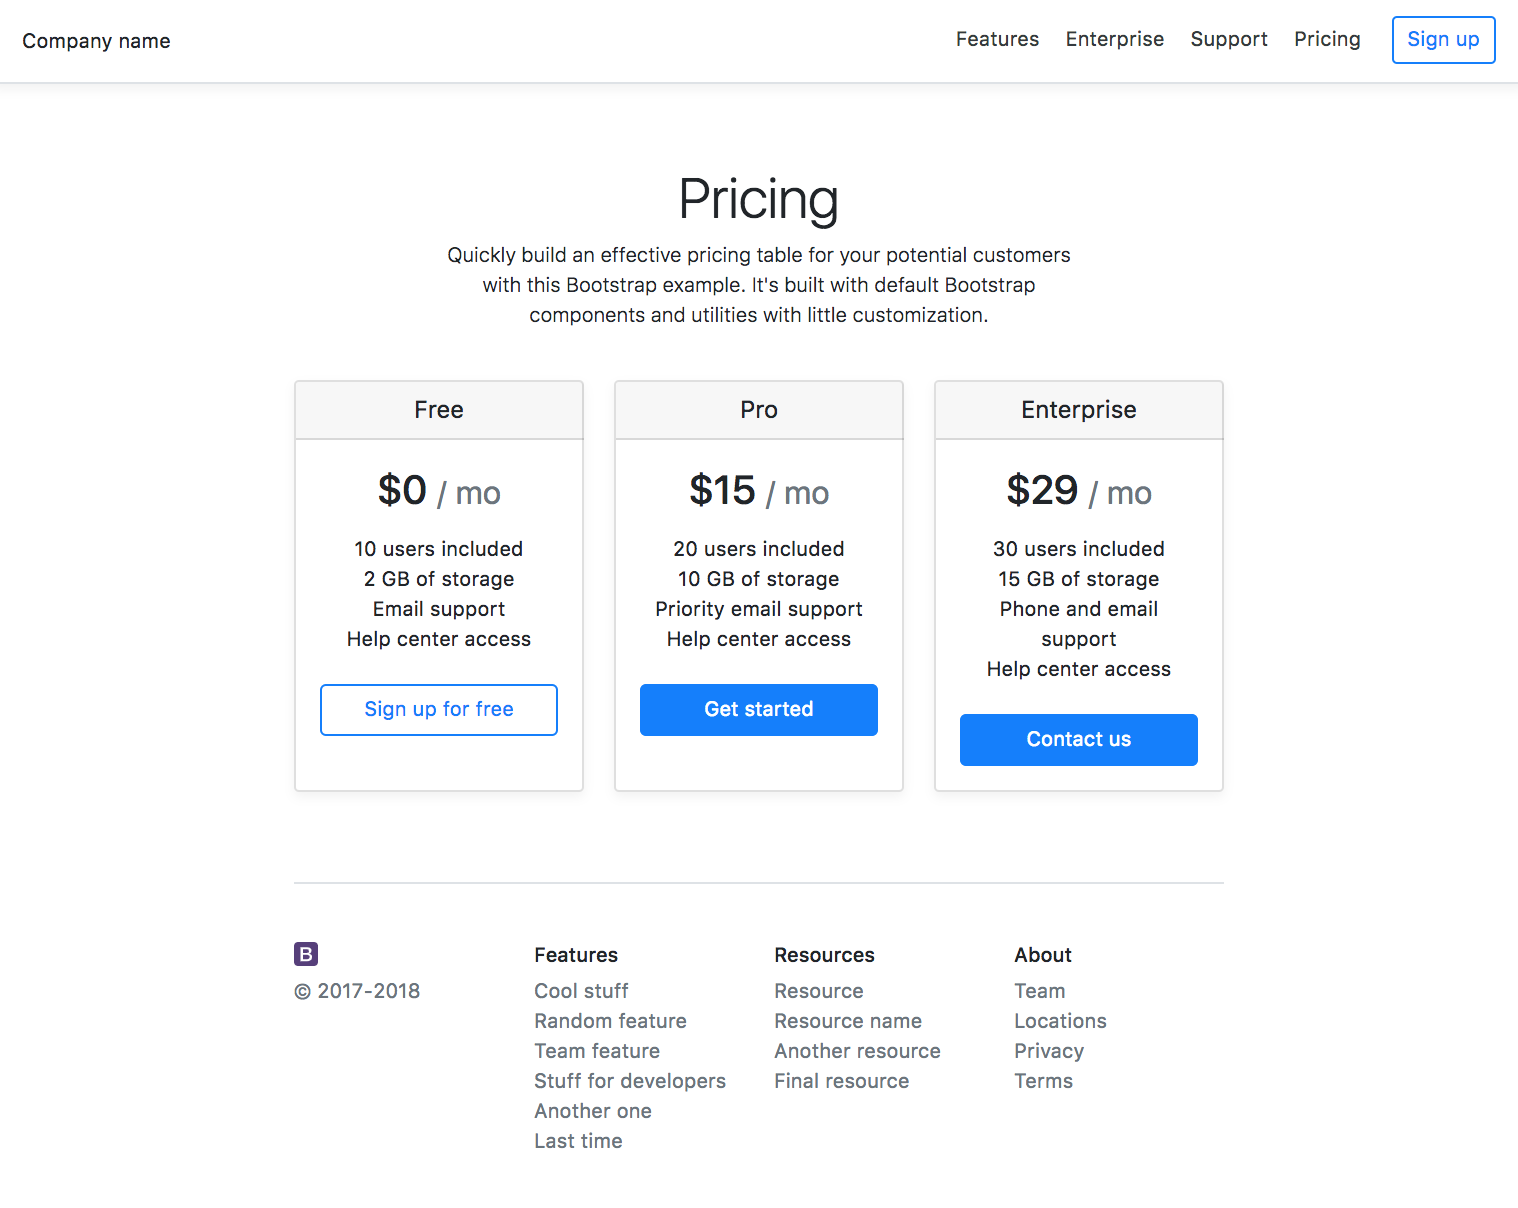 Company name
Features
Enterprise
Support
Pricing
Sign up
Pricing
Quickly build an effective pricing table for your potential customers
with this Bootstrap example. It's built with default Bootstrap
components and utilities with little customization.
Free
$0 / mo
10 users included
2 GB of storage
Email support
Help center access
Sign up for free
Pro
$15 / mo
20 users included
10 GB of storage
Priority email support
Help center access
Get started
Enterprise
$29 / mo
30 users included
15 GB of storage
Phone and email
support
Help center access
Contact us
B
© 2017-2018
Features
Cool stuff
Random feature
Team feature
Stuff for developers
Another one
Last time
Resources
Resource
Resource name
Another resource
Final resource
About
Team
Locations
Privacy
Terms